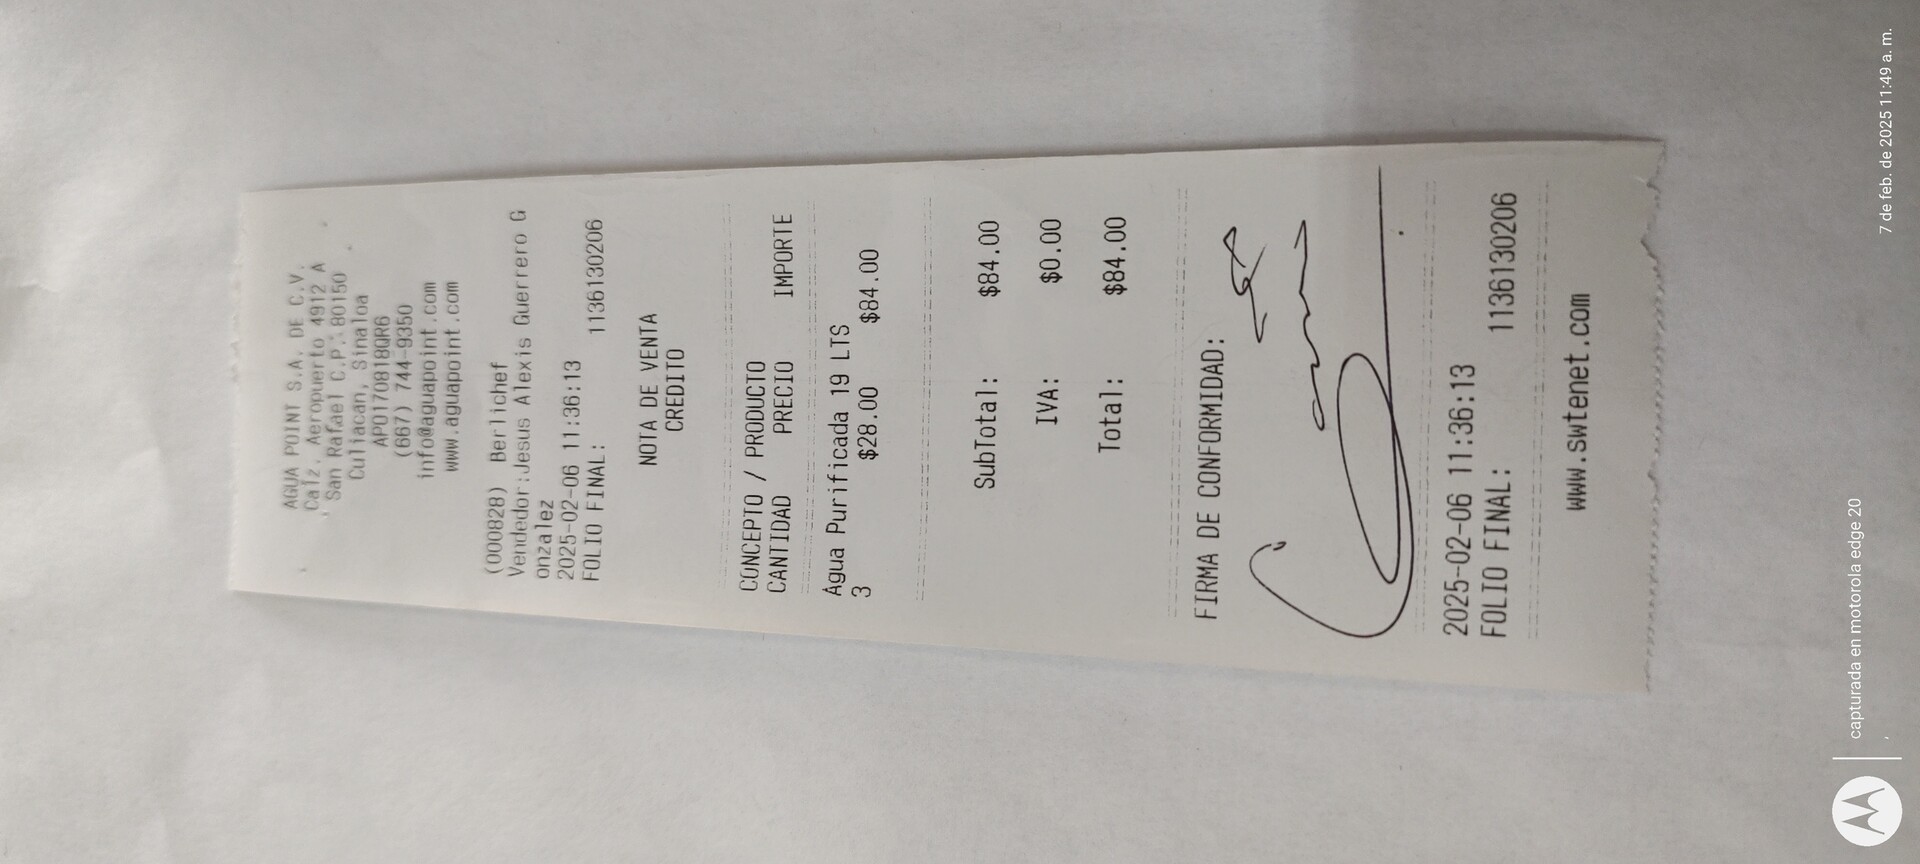 AGUA POINT S.A. DE C.V.
Calz. Aeropuerto 4912 A
, San Rafael C.P.:80150
Culiacan, Sinaloa
APO170818QR6
(667) 744-9350
info@aguapoint.com
www.aguapoint.com
(000828) Berlichef
Vendedor:Jesus Alexis Guerrero G
onzalez
2025-02-06 11:36:13
FOLIO FINAL: 1136130206
NOTA DE VENTA
CREDITO
CONCEPTO / PRODUCTO
CANTIDAD PRECIO IMPORTE
Agua Purificada 19 LTS
3 $28.00 $84.00
SubTotal: $84.00
IVA: $0.00
Total: $84.00
FIRMA DE CONFORMIDAD:
2025-02-06 11:36:13
FOLIO FINAL: 1136130206
www.swtenet.com
capturada en motorola edge 20
7 de feb. de 2025 11:49 a. m.